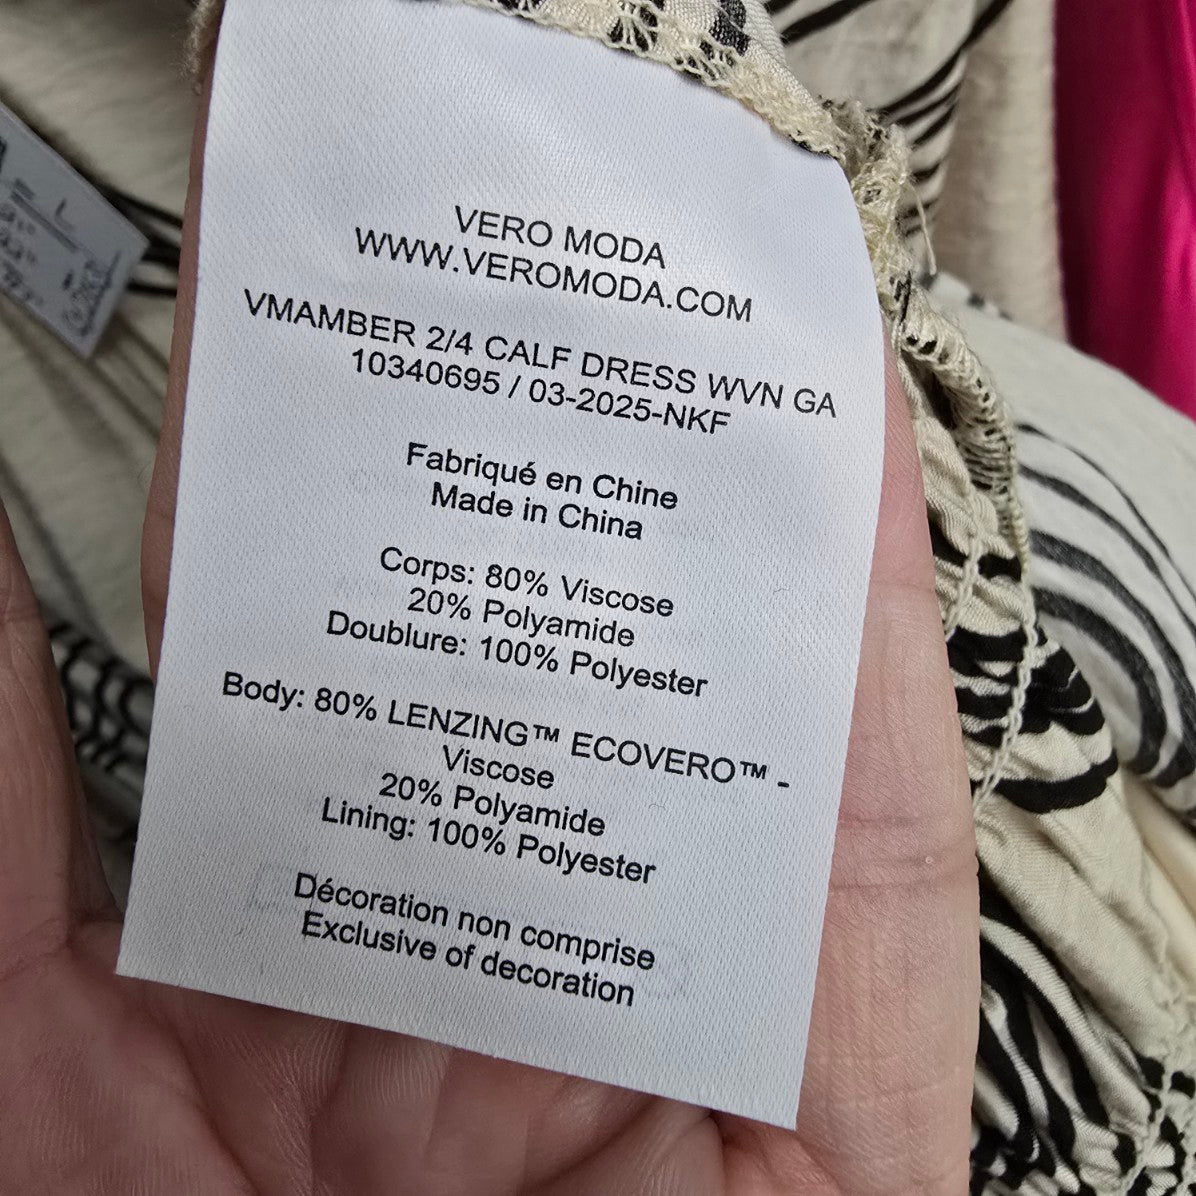 VERO MODA
WWW.VEROMODA.COM
VMAMBER 2/4 CALF DRESS WVN GA
10340695 / 03-2025-NKF
Fabriqué en Chine
Made in China
Corps: 80% Viscose
20% Polyamide
Doublure: 100% Polyester
Body: 80% LENZING™ ECOVERO™ -
Viscose
20% Polyamide
Lining: 100% Polyester
Décoration non comprise
Exclusive of decoration
L